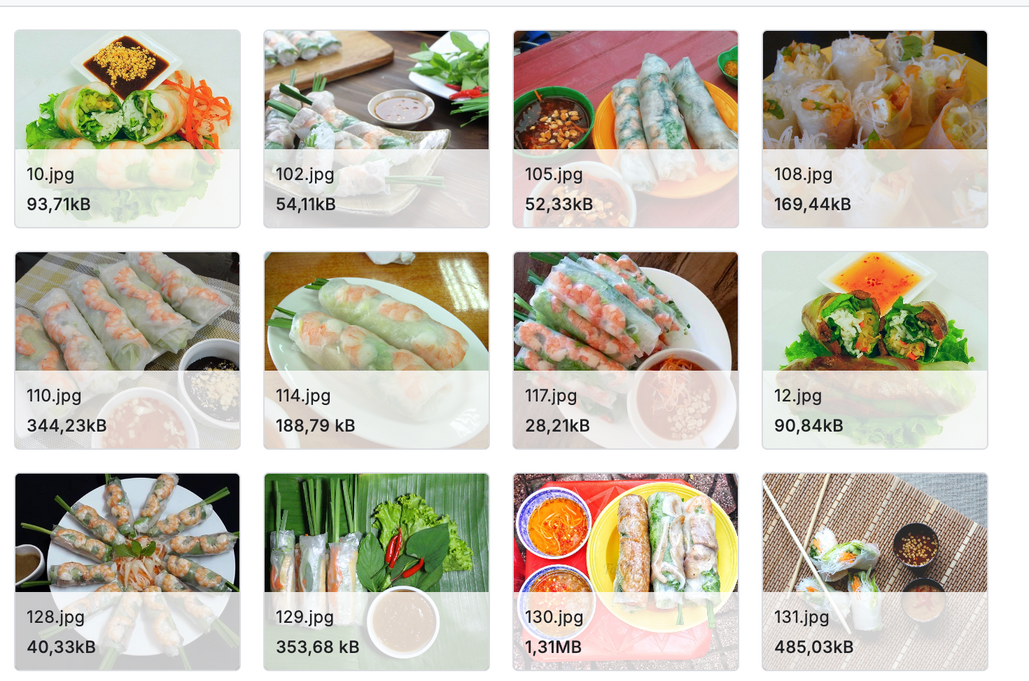 10.jpg
93,71kB
102.jpg
54,11kB
105.jpg
52,33kB
108.jpg
169,44kB
110.jpg
344,23kB
114.jpg
188,79 kB
117.jpg
28,21kB
12.jpg
90,84kB
128.jpg
40,33kB
129.jpg
353,68 kB
130.jpg
1,31MB
131.jpg
485,03kB